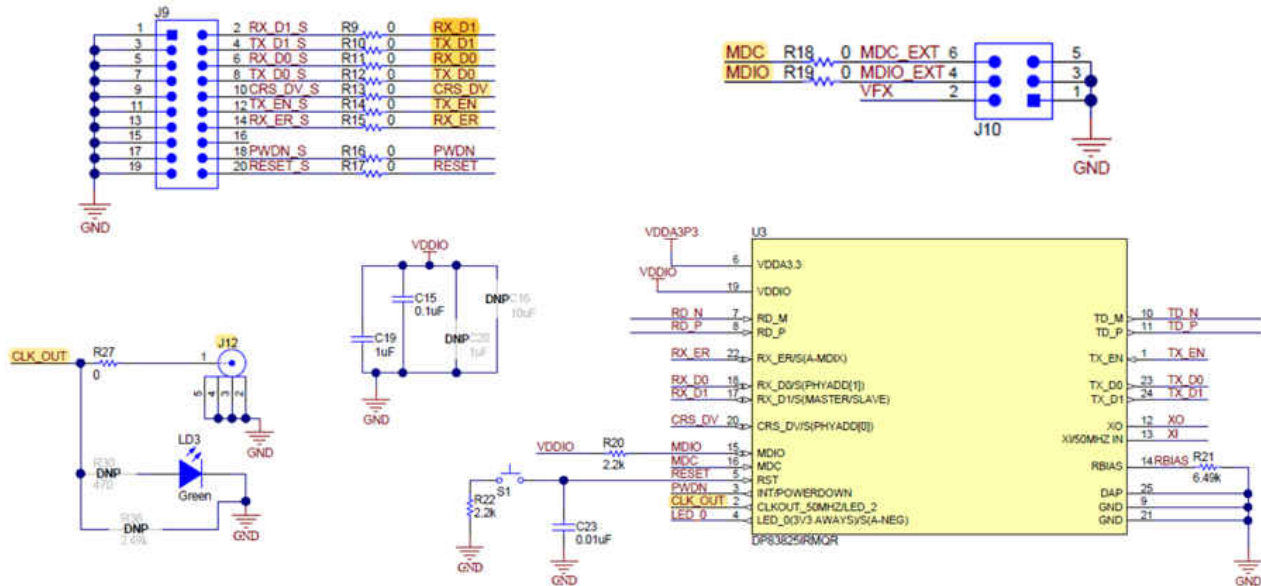 J9
1 2 RX_D1_S R9 0 RX_D1
3 4 TX_D1_S R10 0 TX_D1
5 6 RX_D0_S R11 0 RX_D0
7 8 TX_D0_S R12 0 TX_D0
9 10 CRS_DV_S R13 0 CRS_DV
11 12 TX_EN_S R14 0 TX_EN
13 14 RX_ER_S R15 0 RX_ER
15 16
17 18 PWDN_S R16 0 PWDN
19 20 RESET_S R17 0 RESET
GND
MDC R18 0 MDC_EXT 6 5
MDIO R19 0 MDIO_EXT 4 3
VFX 2 1
J10
GND
VDDIO
C15
0.1uF
DNP C16
10uF
C19
1uF
DNP C20
1uF
GND
CLK_OUT R27 0 1 J12
5 4 3 2
GND
LD3
R30
DNP
470
Green
DNP
2.49k
GND
VDDIO R20 2.2k
S1
R22
2.2k
GND
C23
0.01uF
GND
U3
VDDA3P3 6 VDDA3.3
VDDIO 19 VDDIO
RD_N 7 RD_M
RD_P 8 RD_P
RX_ER 22 RX_ER/S(A-MDIX)
RX_D0 18 RX_D0/S(PHYADD[1])
RX_D1 17 RX_D1/S(MASTER/SLAVE)
CRS_DV 20 CRS_DV/S(PHYADD[0])
MDIO 15 MDIO
MDC 16 MDC
RESET 5 RST
PWDN 3 INT/POWERDOWN
CLK_OUT 2 CLKOUT_50MHZ/LED_2
LED_0 4 LED_0(3V3 AWAYS)/S(A-NEG)
TD_M 10 TD_N
TD_P 11 TD_P
TX_EN 1 TX_EN
TX_D0 23 TX_D0
TX_D1 24 TX_D1
XO 12 XO
XI/50MHZ IN 13 XI
RBIAS 14 RBIAS R21 6.49k
DAP 25
GND 9
GND 21
DP83825IRMQR
GND